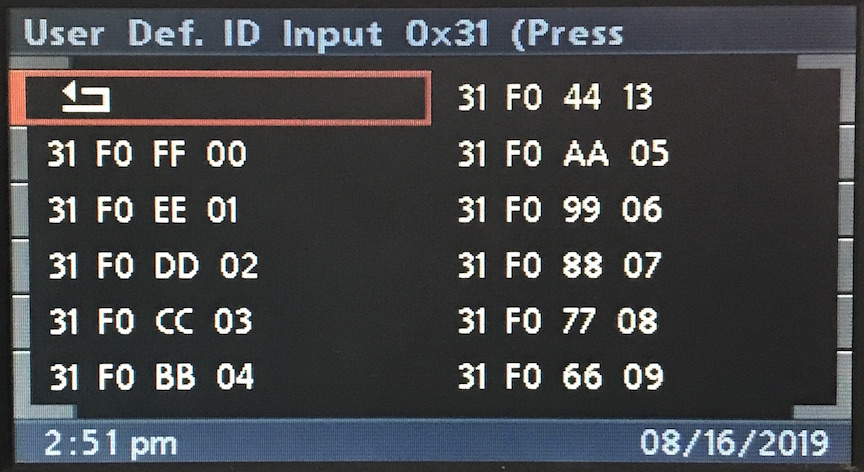 User Def. ID Input 0x31 (Press
31 F0 FF 00
31 F0 EE 01
31 F0 DD 02
31 F0 CC 03
31 F0 BB 04
31 F0 44 13
31 F0 AA 05
31 F0 99 06
31 F0 88 07
31 F0 77 08
31 F0 66 09
2:51 pm
08/16/2019